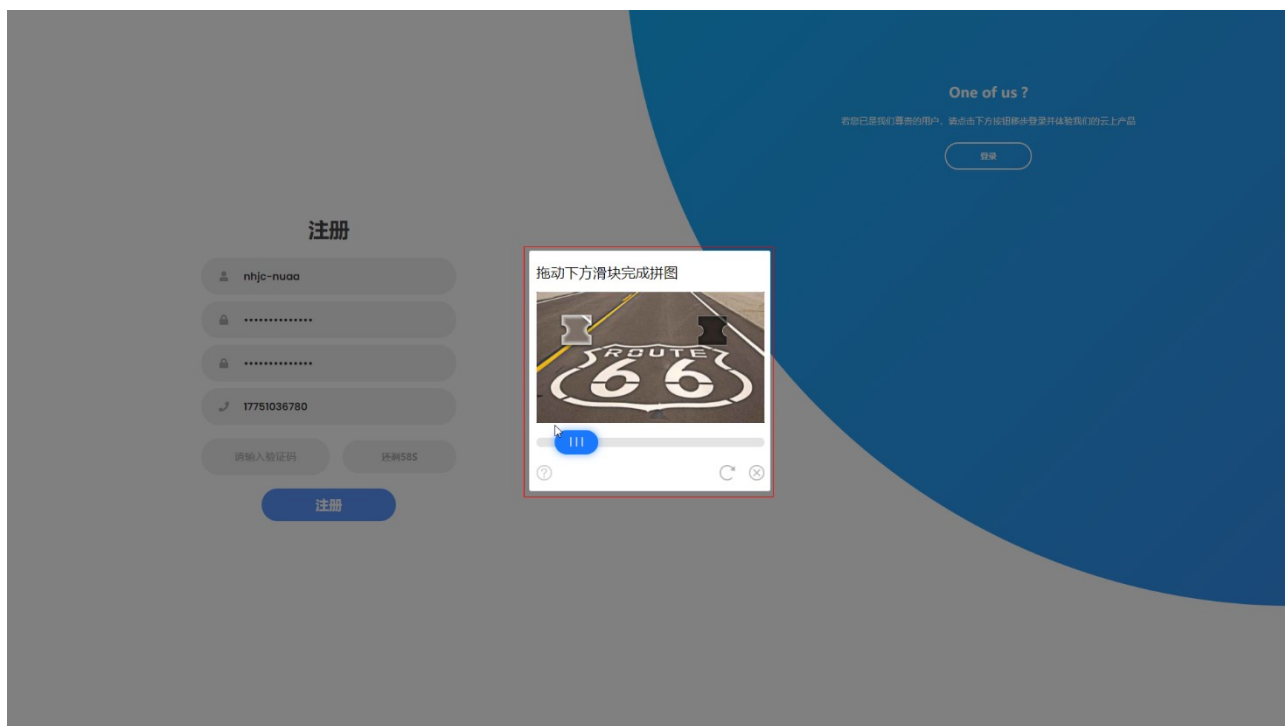 One of us ?
若您已是我们尊贵的用户，请点击下方按钮移步登录并体验我们的云上产品
登录
注册
nhjc-nuaa
••••••••••••••
••••••••••••••
17751036780
请输入验证码
还剩58S
注册
拖动下方滑块完成拼图
ROUTE
66